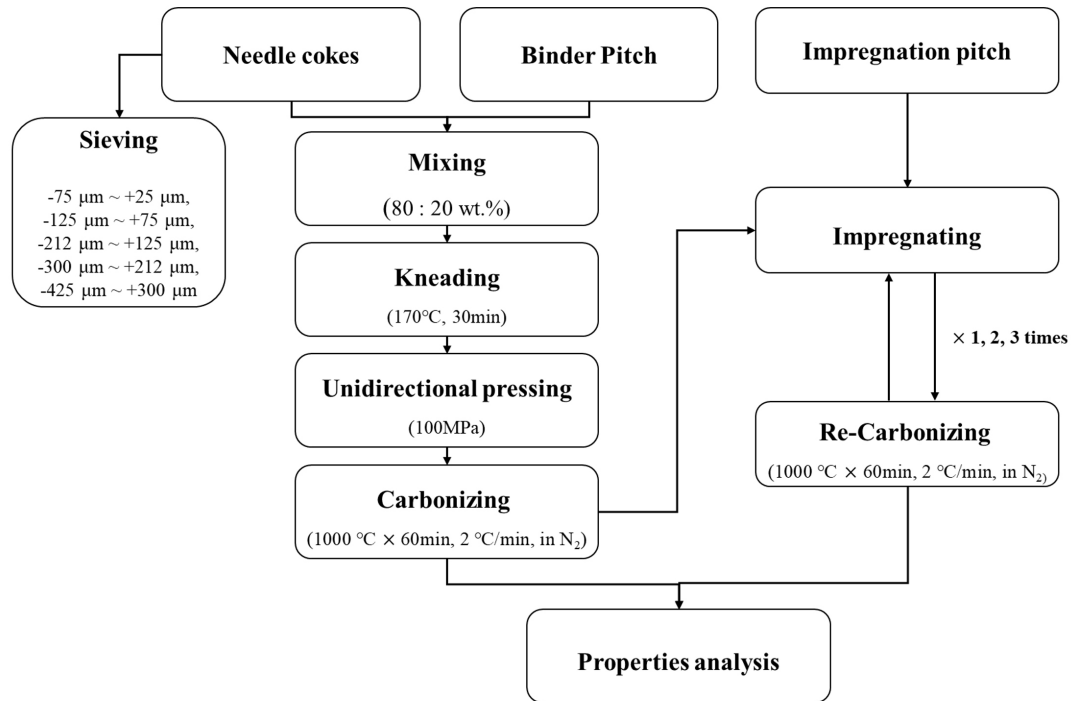 Needle cokes
Binder Pitch
Impregnation pitch
Sieving
-75 μm ~ +25 μm,
-125 μm ~ +75 μm,
-212 μm ~ +125 μm,
-300 μm ~ +212 μm,
-425 μm ~ +300 μm
Mixing
(80 : 20 wt.%)
Kneading
(170℃, 30min)
Unidirectional pressing
(100MPa)
Carbonizing
(1000 ℃ × 60min, 2 ℃/min, in N₂)
Impregnating
× 1, 2, 3 times
Re-Carbonizing
(1000 ℃ × 60min, 2 ℃/min, in N₂₎
Properties analysis